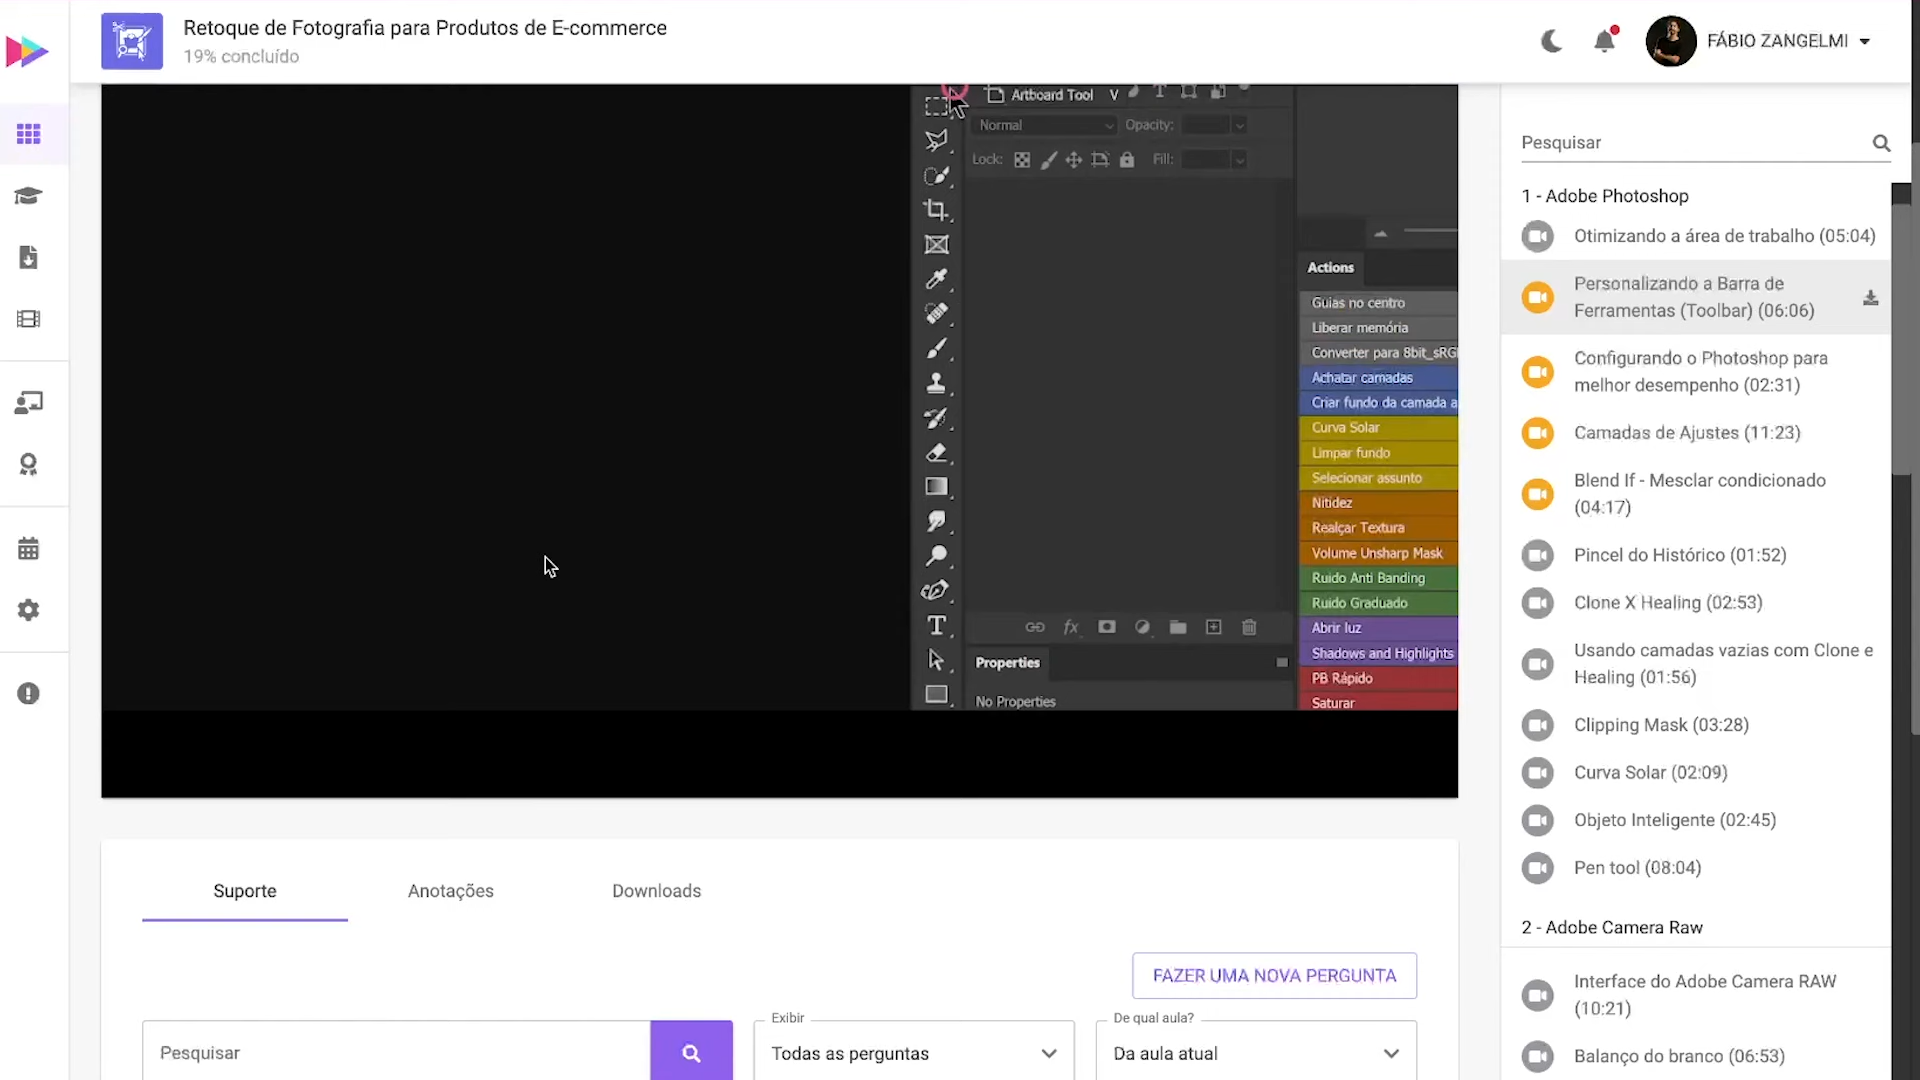 Retoque de Fotografia para Produtos de E-commerce
19% concluído
FÁBIO ZANGELMI
Artboard Tool V
Normal
Opacity:
Lock:
Fill:
fx
Properties
No Properties
Actions
Guias no centro
Liberar memória
Converter para 8bit_sRG
Achatar camadas
Criar fundo da camada a
Curva Solar
Limpar fundo
Selecionar assunto
Nitidez
Realçar Textura
Volume Unsharp Mask
Ruido Anti Banding
Ruido Graduado
Abrir luz
Shadows and Highlights
PB Rápido
Saturar
Pesquisar
1 - Adobe Photoshop
Otimizando a área de trabalho (05:04)
Personalizando a Barra de
Ferramentas (Toolbar) (06:06)
Configurando o Photoshop para
melhor desempenho (02:31)
Camadas de Ajustes (11:23)
Blend If - Mesclar condicionado
(04:17)
Pincel do Histórico (01:52)
Clone X Healing (02:53)
Usando camadas vazias com Clone e
Healing (01:56)
Clipping Mask (03:28)
Curva Solar (02:09)
Objeto Inteligente (02:45)
Pen tool (08:04)
2 - Adobe Camera Raw
Interface do Adobe Camera RAW
(10:21)
Balanço do branco (06:53)
Suporte
Anotações
Downloads
FAZER UMA NOVA PERGUNTA
Pesquisar
Exibir
Todas as perguntas
De qual aula?
Da aula atual